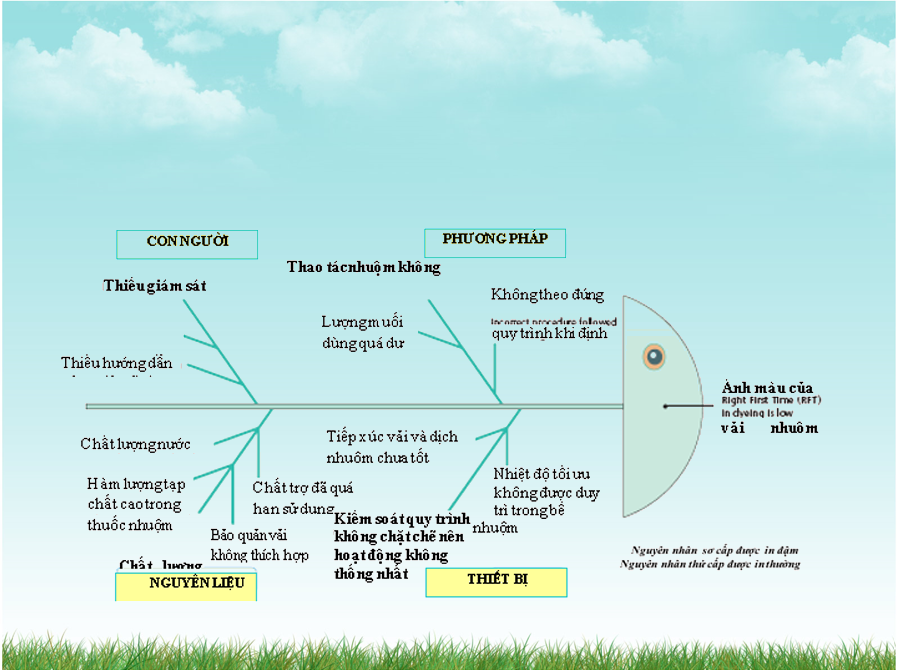 CON NGƯỜI
PHƯƠNG PHÁP
Thiếu giám sát
Thao tác nhuộm không
Không theo đúng
Incorrect procedure followed
quy trình khi định
Lượng muối
dùng quá dư
Thiếu hướng dẫn
Ánh màu của
Right First Time (RFT)
in dyeing is low
vải nhuôm
Chất lượng nước
Hàm lượng tạp
chất cao trong
thuốc nhuộm
Chất trợ đã quá
han sử dung
Bảo quản vải
không thích hợp
Chất lượng
NGUYÊN LIỆU
Tiếp xúc vải và dịch
nhuôm chưa tốt
Nhiệt độ tối ưu
không được duy
trì trong bể
nhuộm
Kiểm soát quy trình
không chặt chẽ nên
hoạt động không
thống nhất
THIẾT BỊ
Nguyên nhân sơ cấp được in đậm
Nguyên nhân thứ cấp được in thường